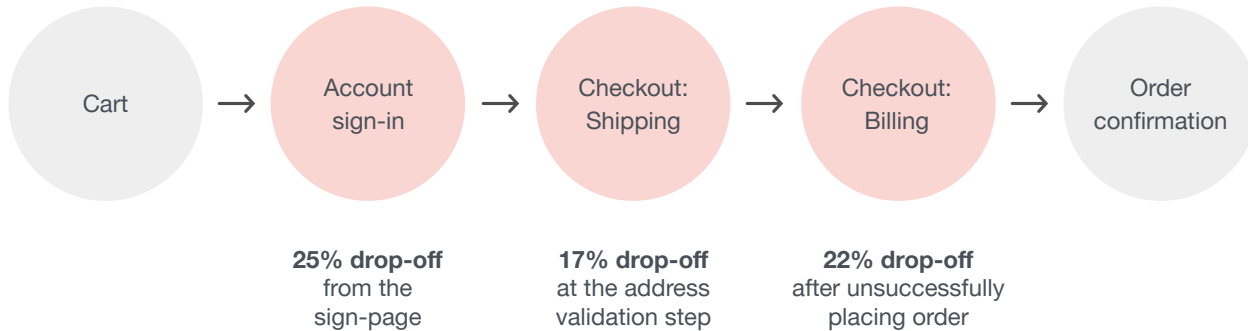 Cart
Account
sign-in
Checkout:
Shipping
Checkout:
Billing
Order
confirmation
25% drop-off
from the
sign-page
17% drop-off
at the address
validation step
22% drop-off
after unsuccessfully
placing order